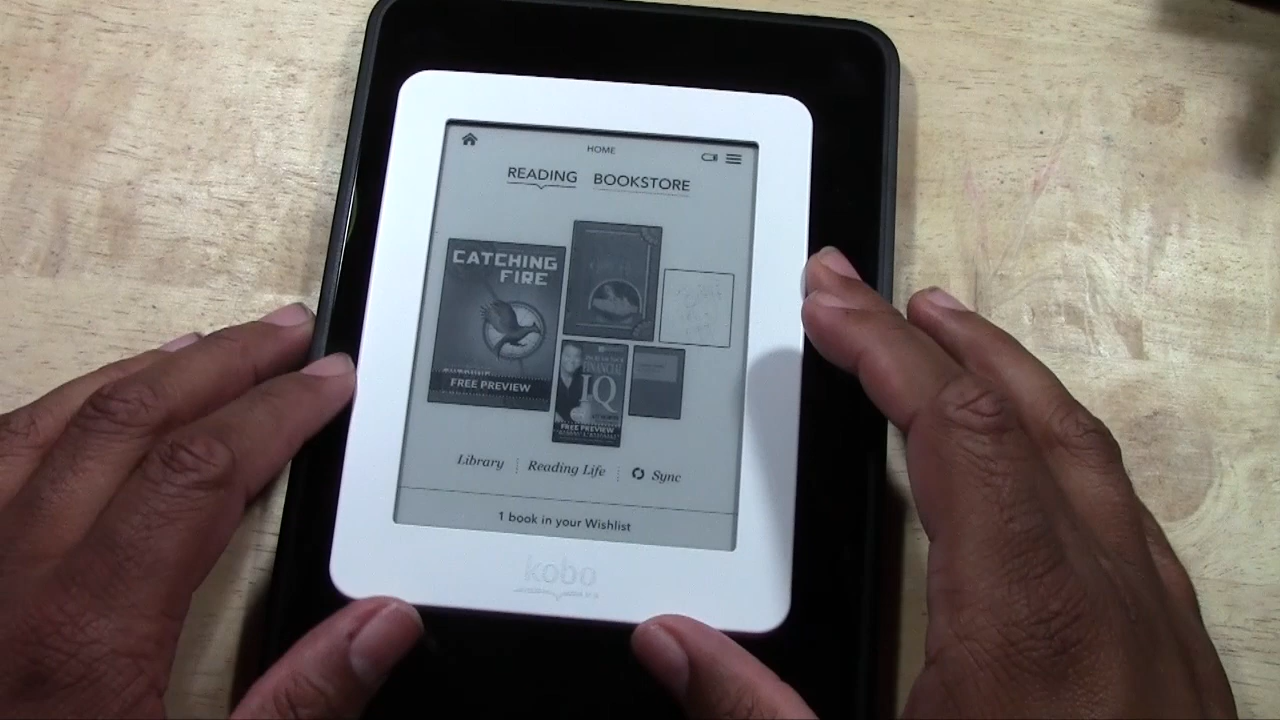 HOME
READING BOOKSTORE
CATCHING
FIRE
FREE PREVIEW
FINANCIAL
IQ
FREE PREVIEW
Library Reading Life Sync
1 book in your Wishlist
kobo